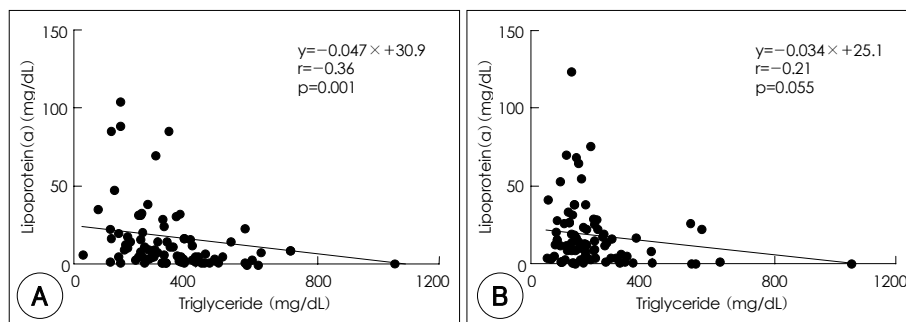 150
100
50
0
Lipoprotein(a) (mg/dL)
y=−0.047×+30.9
r=−0.36
p=0.001
0 400 800 1200
Triglyceride (mg/dL)
A
150
100
50
0
Lipoprotein(a) (mg/dL)
y=−0.034×+25.1
r=−0.21
p=0.055
0 400 800 1200
Triglyceride (mg/dL)
B